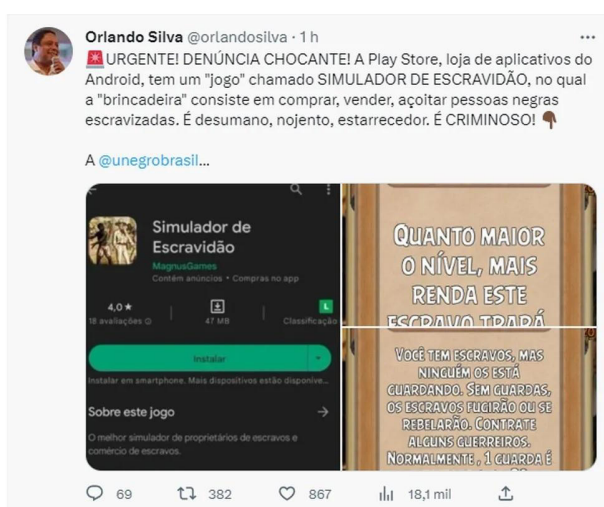 Orlando Silva @orlandosilva · 1 h
🚨URGENTE! DENÚNCIA CHOCANTE! A Play Store, loja de aplicativos do
Android, tem um "jogo" chamado SIMULADOR DE ESCRAVIDÃO, no qual
a "brincadeira" consiste em comprar, vender, açoitar pessoas negras
escravizadas. É desumano, nojento, estarrecedor. É CRIMINOSO! 👇🏾
A @unegrobrasil...
Simulador de
Escravidão
MagnusGames
Contém anúncios • Compras no app
4,0 ★
18 avaliações
47 MB
L
Classificação
Instalar
Instalar em smartphone. Mais dispositivos estão disponíve...
Sobre este jogo
O melhor simulador de proprietários de escravos e
comércio de escravos.
QUANTO MAIOR
O NÍVEL, MAIS
RENDA ESTE
ESCRAVO TRARÁ
VOCÊ TEM ESCRAVOS, MAS
NINGUÉM OS ESTÁ
GUARDANDO. SEM GUARDAS,
OS ESCRAVOS FUGIRÃO OU SE
REBELARÃO. CONTRATE
ALGUNS GUERREIROS.
NORMALMENTE, 1 GUARDA É
69 382 867 18,1 mil